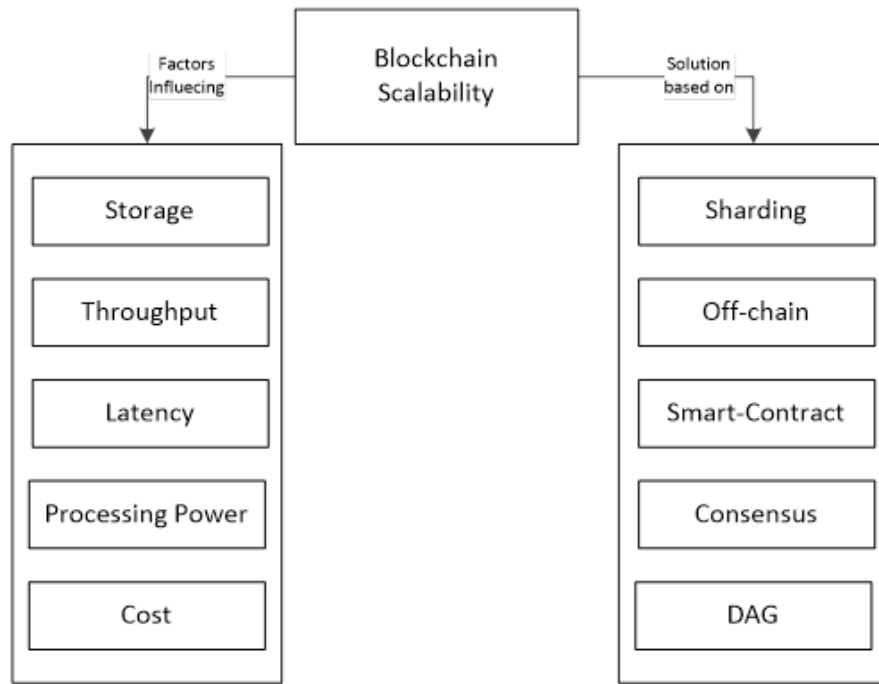 Blockchain
Scalability
Factors
Influecing
Solution
based on
Storage
Throughput
Latency
Processing Power
Cost
Sharding
Off-chain
Smart-Contract
Consensus
DAG